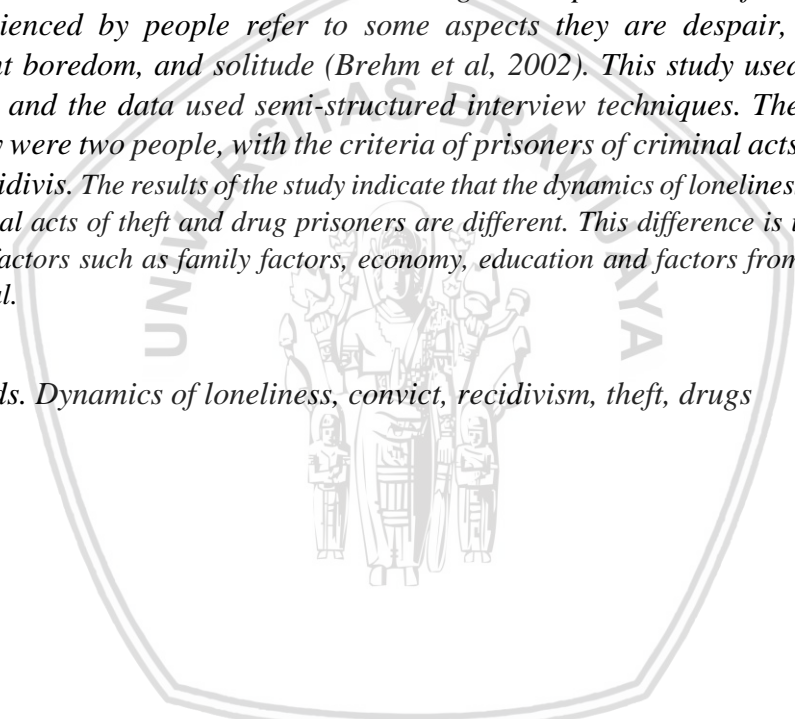 ienced by people refer to some aspects they are despair,
nt boredom, and solitude (Brehm et al, 2002). This study used
and the data used semi-structured interview techniques. The
were two people, with the criteria of prisoners of criminal acts
idivis. The results of the study indicate that the dynamics of loneliness
al acts of theft and drug prisoners are different. This difference is
factors such as family factors, economy, education and factors from
l.
ds. Dynamics of loneliness, convict, recidivism, theft, drugs
UNIVERSITAS BRAWIJAYA